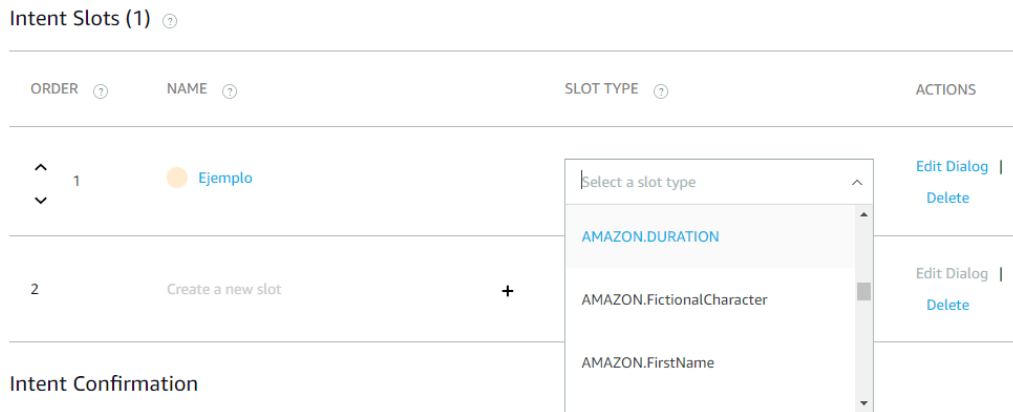 Intent Slots (1) ?
ORDER ? NAME ? SLOT TYPE ? ACTIONS
1 Ejemplo Select a slot type Edit Dialog |
Delete
AMAZON.DURATION
2 Create a new slot + Edit Dialog |
AMAZON.FictionalCharacter Delete
AMAZON.FirstName
Intent Confirmation